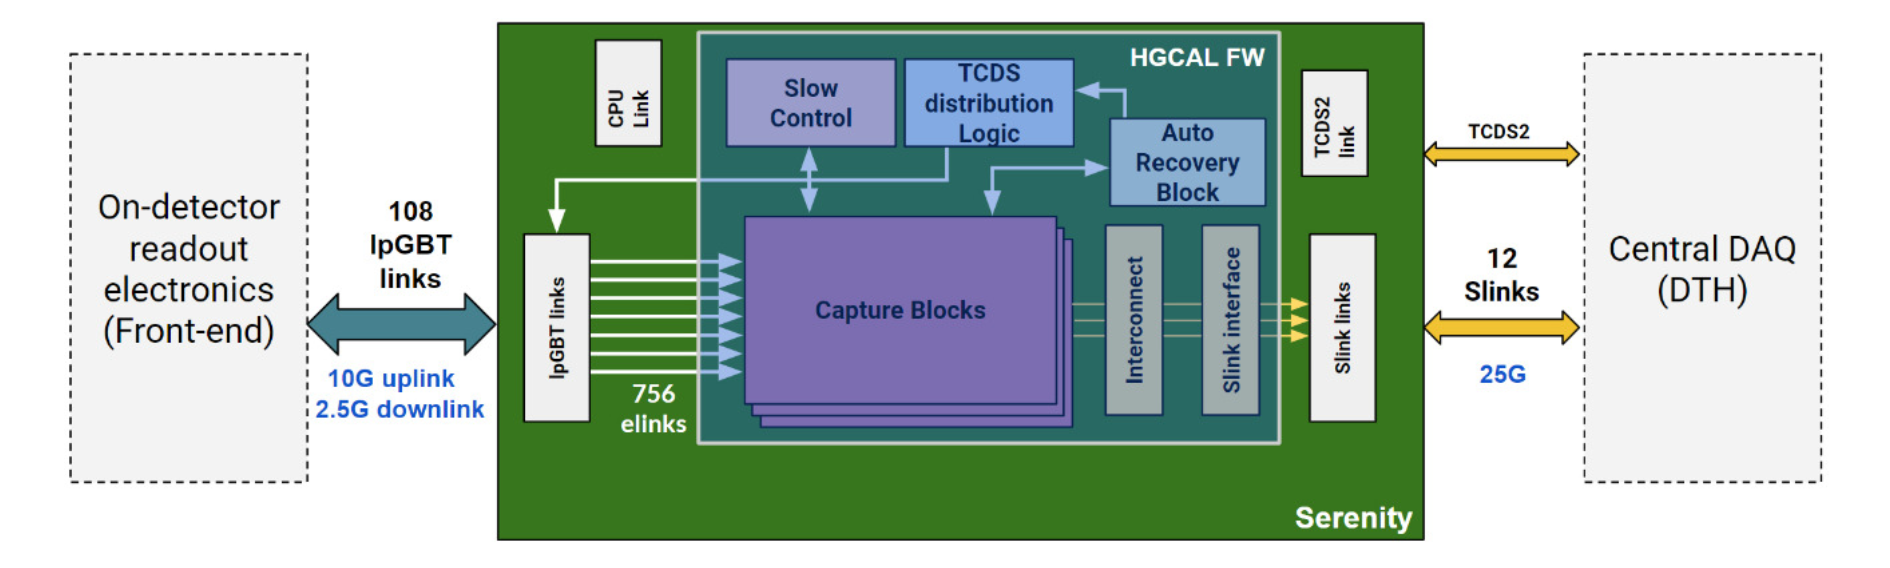 On-detector
readout
electronics
(Front-end)
108
lpGBT
links
10G uplink
2.5G downlink
CPU
Link
lpGBT links
756
elinks
HGCAL FW
Slow
Control
TCDS
distribution
Logic
Auto
Recovery
Block
Capture Blocks
Interconnect
Slink interface
TCDS2
link
Slink links
Serenity
TCDS2
12
Slinks
25G
Central DAQ
(DTH)